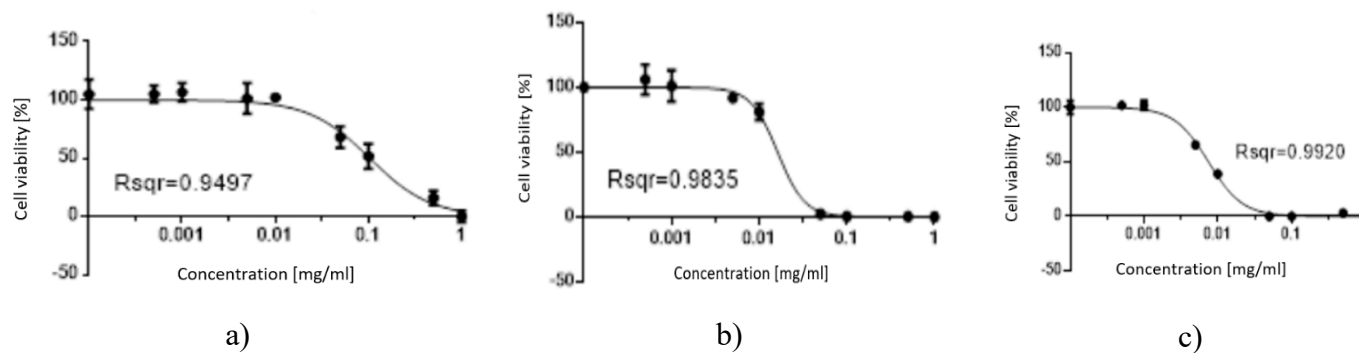 150
100
50
0
-50
Cell viability [%]
Rsqr=0.9497
0.001 0.01 0.1 1
Concentration [mg/ml]
a)
150
100
50
0
-50
Cell viability [%]
Rsqr=0.9835
0.001 0.01 0.1 1
Concentration [mg/ml]
b)
150
100
50
0
-50
Cell viability [%]
Rsqr=0.9920
0.001 0.01 0.1
Concentration [mg/ml]
c)